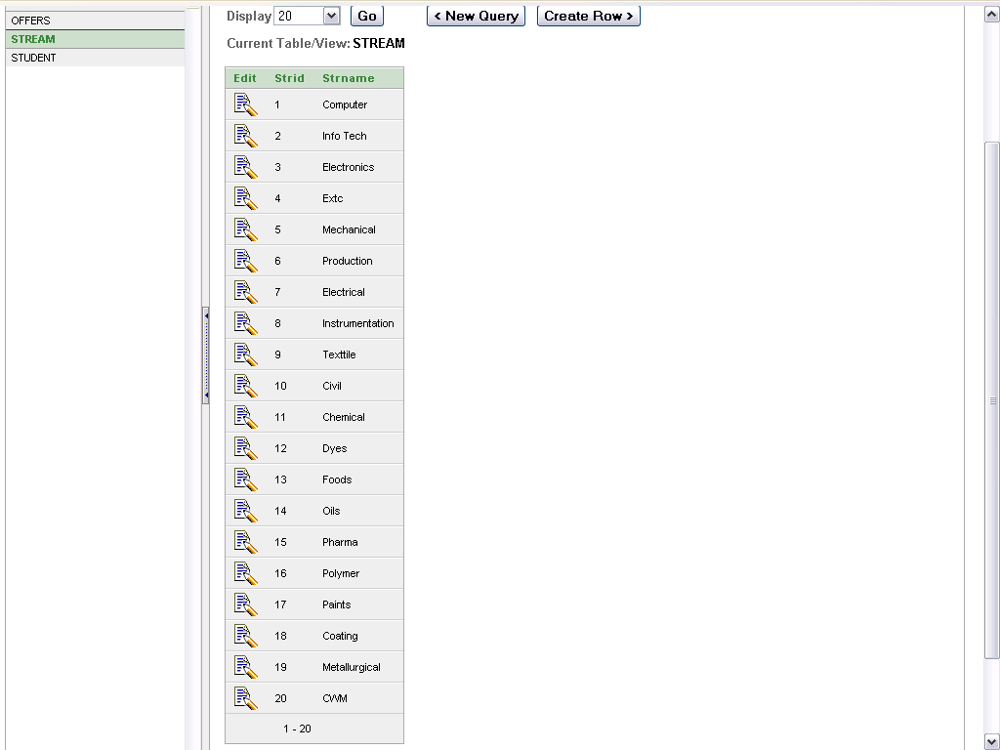 OFFERS
STREAM
STUDENT
Display 20 Go < New Query Create Row >
Current Table/View: STREAM
Edit Strid Strname
1 Computer
2 Info Tech
3 Electronics
4 Extc
5 Mechanical
6 Production
7 Electrical
8 Instrumentation
9 Texttile
10 Civil
11 Chemical
12 Dyes
13 Foods
14 Oils
15 Pharma
16 Polymer
17 Paints
18 Coating
19 Metallurgical
20 CWM
1 - 20